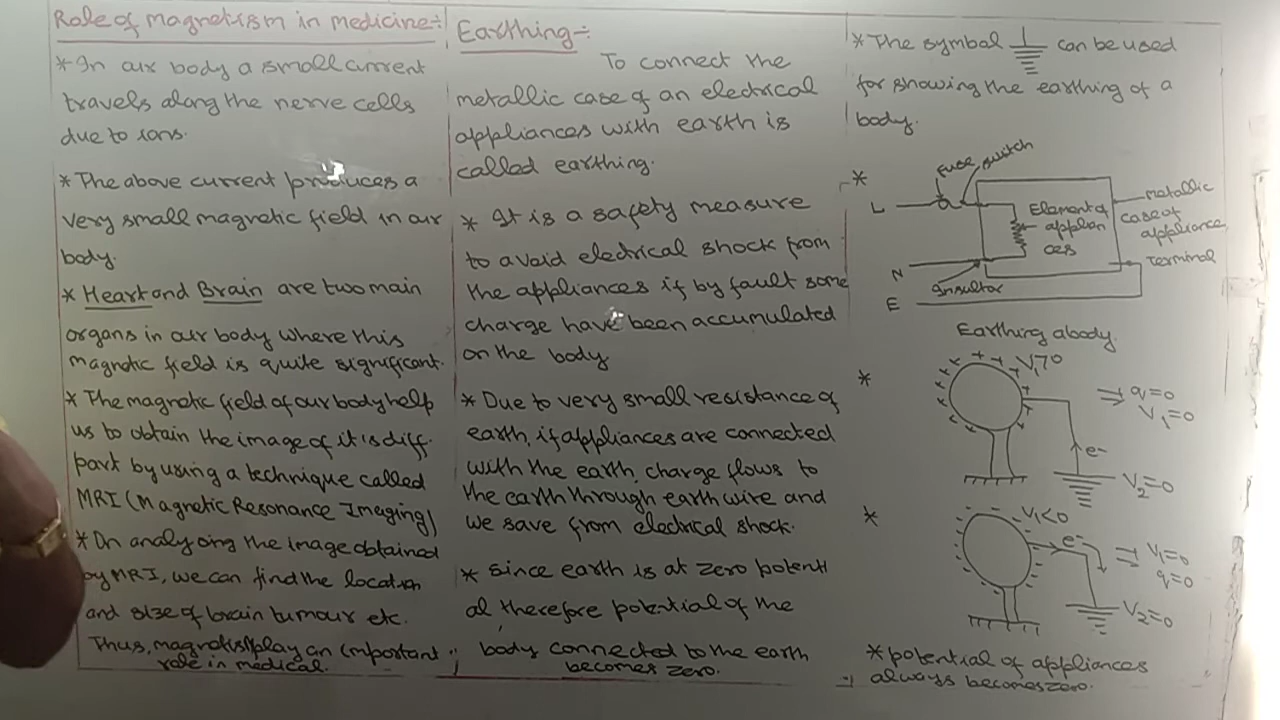 Role of magnetism in medicine:-
*In our body a small current
travels along the nerve cells
due to ions.
*The above current produces a
very small magnetic field in our
body.
* Heart and Brain are two main
organs in our body where this
magnetic field is quite significant.
*The magnetic field of our body help
us to obtain the image of it's diff.
part by using a technique called
MRI (Magnetic Resonance Imaging)
*On analysing the image obtained
by MRI, we can find the location
and size of brain tumour etc.
Thus, magnetism play an important
role in medical.
Earthing:-
To connect the
metallic case of an electrical
appliances with earth is
called earthing.
* It is a safety measure
to avoid electrical shock from
the appliances if by fault some
charge have been accumulated
on the body
* Due to very small resistance of
earth, if appliances are connected
with the earth, charge flows to
the earth through earth wire and
we save from electrical shock.
* since earth is at zero potenti
al, therefore potential of the
body connected to the earth
becomes zero.
*The symbol can be used
for showing the earthing of a
body.
*
Fuse switch
L
Element of
applian
ces
metallic
case of
appliance
Terminal
N
Insultor
E
Earthing a body.
*
V₁>0
⇒ q=0
V₁=0
e-
V₂=0
*
V₁<0
e-
⇒ V₁=0
q=0
V₂=0
*potential of appliances
always becomes zero.